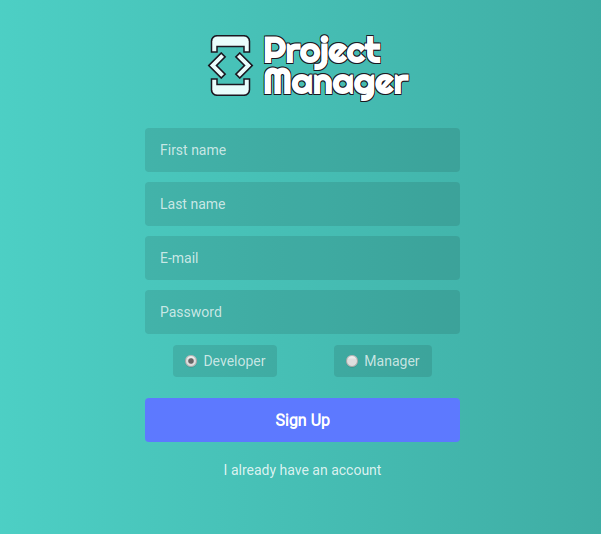 Project
Manager
First name
Last name
E-mail
Password
Developer
Manager
Sign Up
I already have an account